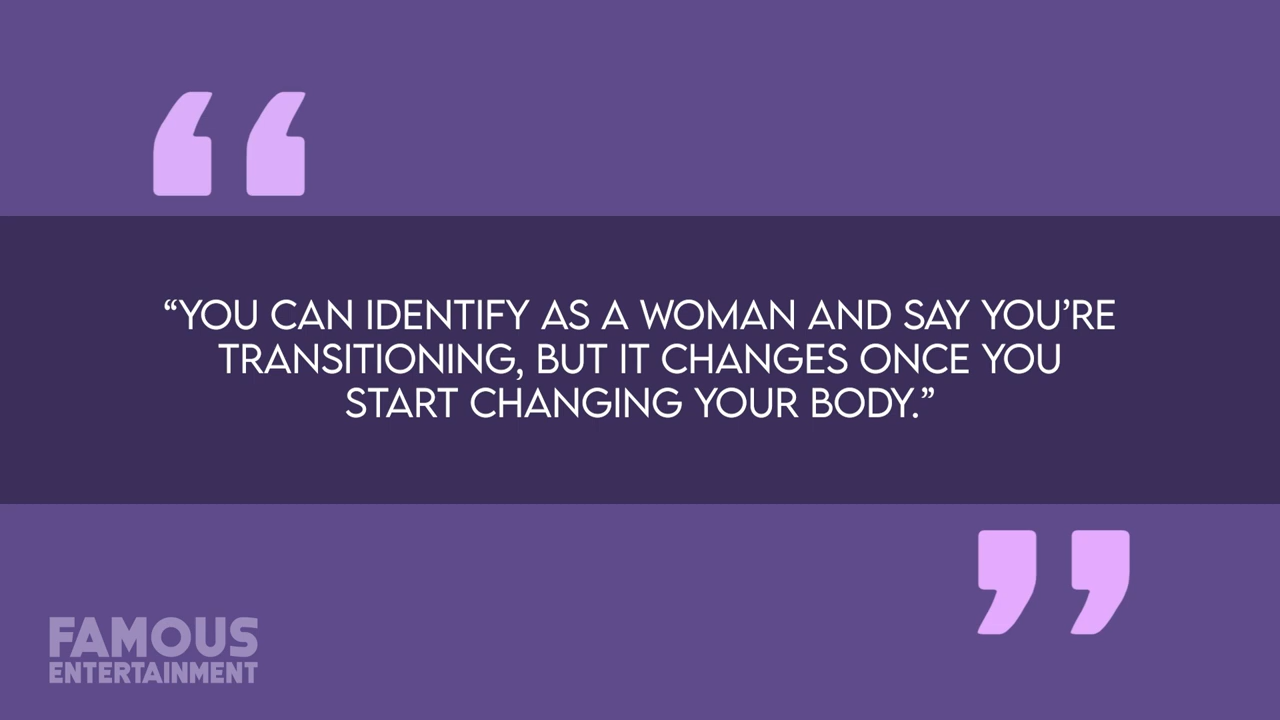 “YOU CAN IDENTIFY AS A WOMAN AND SAY YOU’RE
TRANSITIONING, BUT IT CHANGES ONCE YOU
START CHANGING YOUR BODY.”
FAMOUS
ENTERTAINMENT